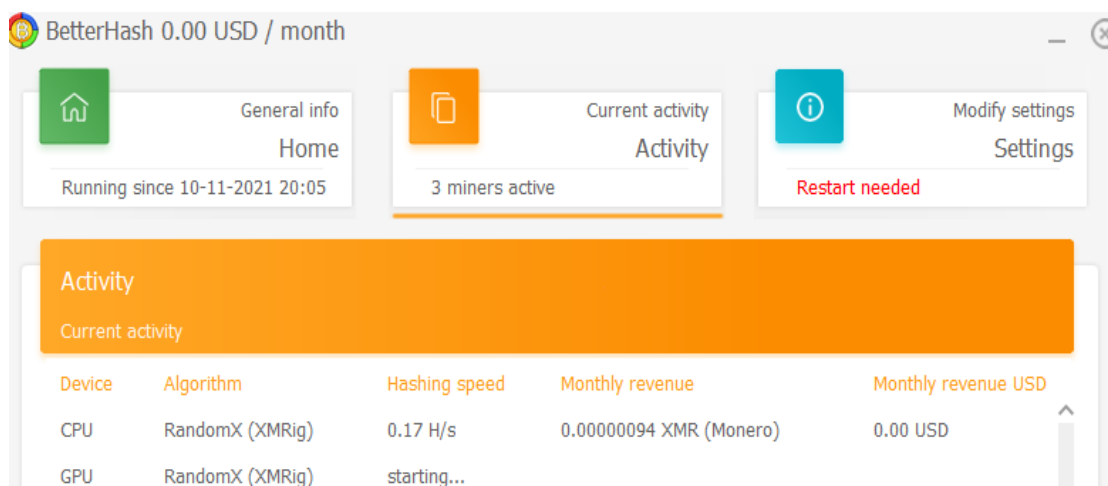 BetterHash 0.00 USD / month
General info
Home
Running since 10-11-2021 20:05
Current activity
Activity
3 miners active
Modify settings
Settings
Restart needed
Activity
Current activity
Device Algorithm Hashing speed Monthly revenue Monthly revenue USD
CPU RandomX (XMRig) 0.17 H/s 0.00000094 XMR (Monero) 0.00 USD
GPU RandomX (XMRig) starting...